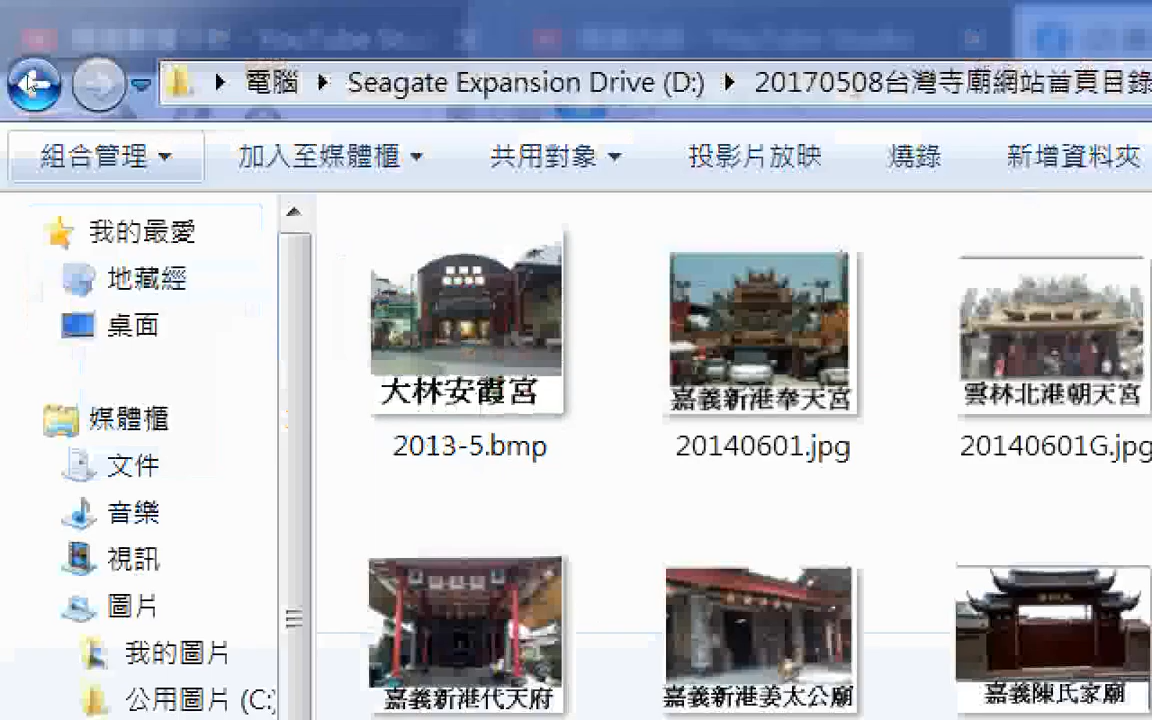 電腦 Seagate Expansion Drive (D:) 20170508台灣寺廟網站首頁目錄
組合管理 加入至媒體櫃 共用對象 投影片放映 燒錄 新增資料夾
我的最愛
地藏經
桌面
媒體櫃
文件
音樂
視訊
圖片
我的圖片
公用圖片 (C:)
大林安霞宮 嘉義新港奉天宮 雲林北港朝天宮
2013-5.bmp 20140601.jpg 20140601G.jpg
嘉義新港代天府 嘉義新港姜太公廟 嘉義陳氏家廟